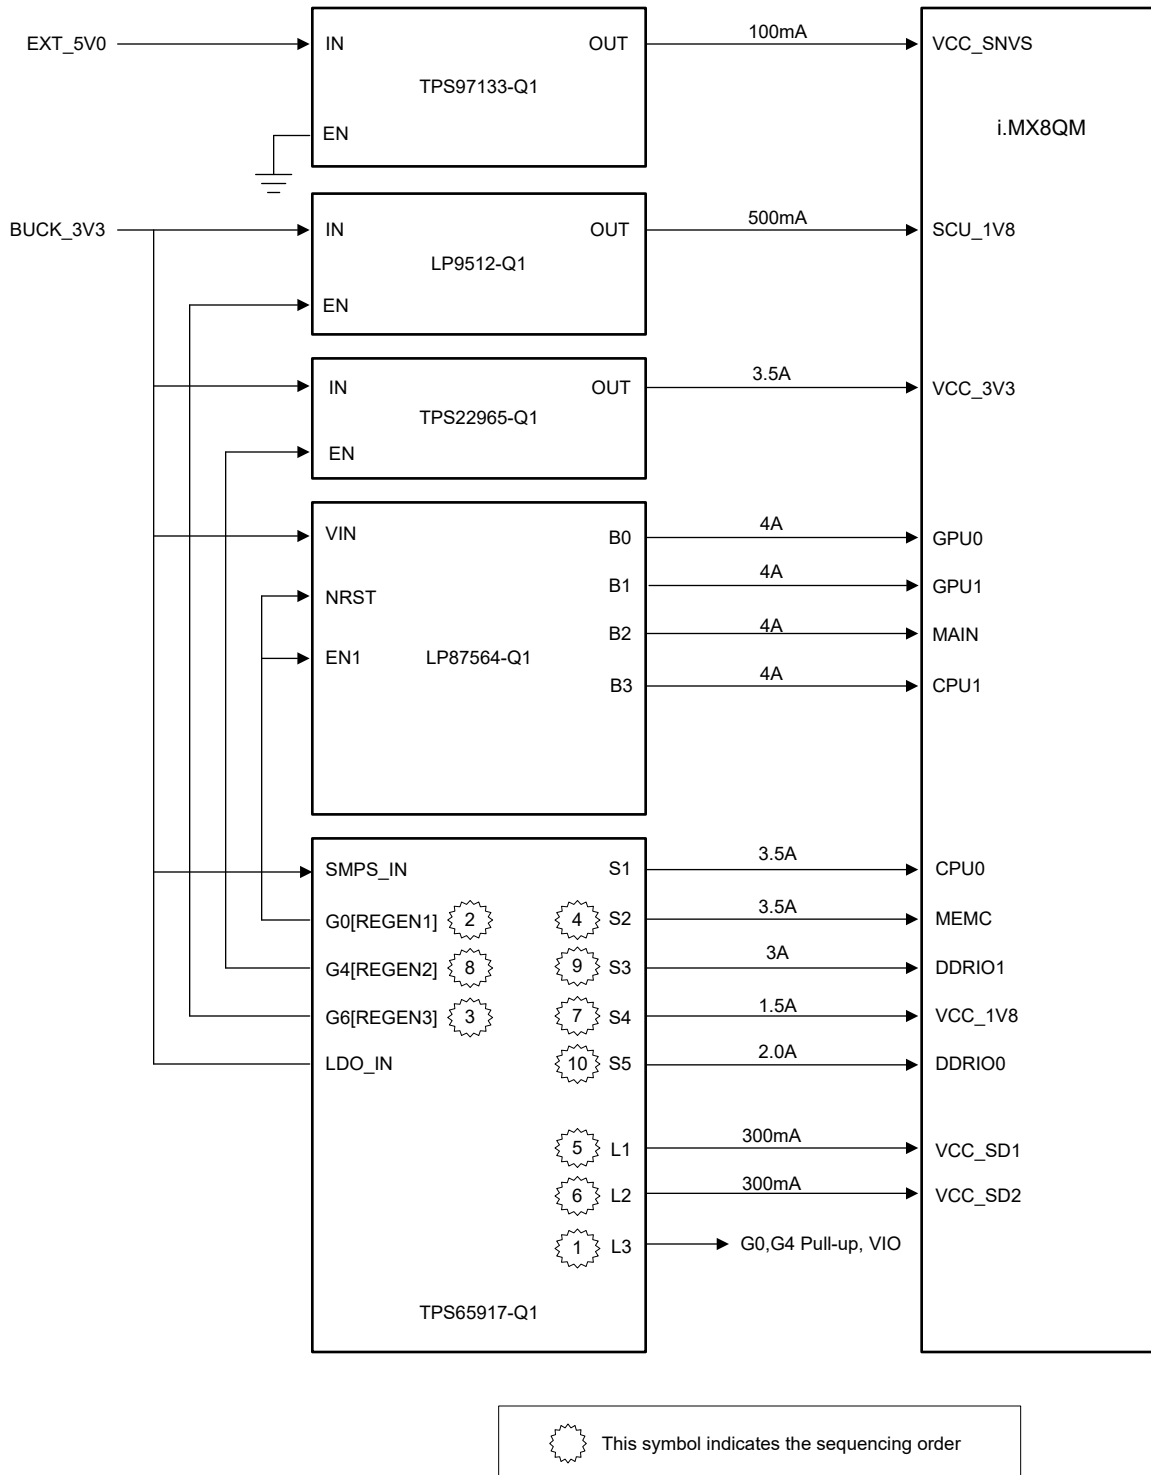 EXT_5V0
IN
OUT
100mA
VCC_SNVS
TPS97133-Q1
i.MX8QM
EN
BUCK_3V3
IN
OUT
500mA
SCU_1V8
LP9512-Q1
EN
IN
OUT
3.5A
VCC_3V3
TPS22965-Q1
EN
VIN
B0
4A
GPU0
B1
4A
GPU1
NRST
B2
4A
MAIN
EN1
LP87564-Q1
B3
4A
CPU1
SMPS_IN
S1
3.5A
CPU0
G0[REGEN1]
2
4
S2
3.5A
MEMC
G4[REGEN2]
8
9
S3
3A
DDRIO1
G6[REGEN3]
3
7
S4
1.5A
VCC_1V8
LDO_IN
10
S5
2.0A
DDRIO0
5
L1
300mA
VCC_SD1
6
L2
300mA
VCC_SD2
1
L3
G0,G4 Pull-up, VIO
TPS65917-Q1
This symbol indicates the sequencing order